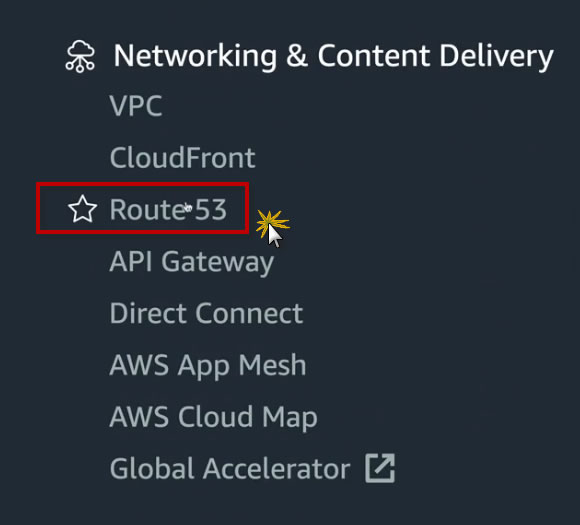 Networking & Content Delivery
VPC
CloudFront
Route 53
API Gateway
Direct Connect
AWS App Mesh
AWS Cloud Map
Global Accelerator